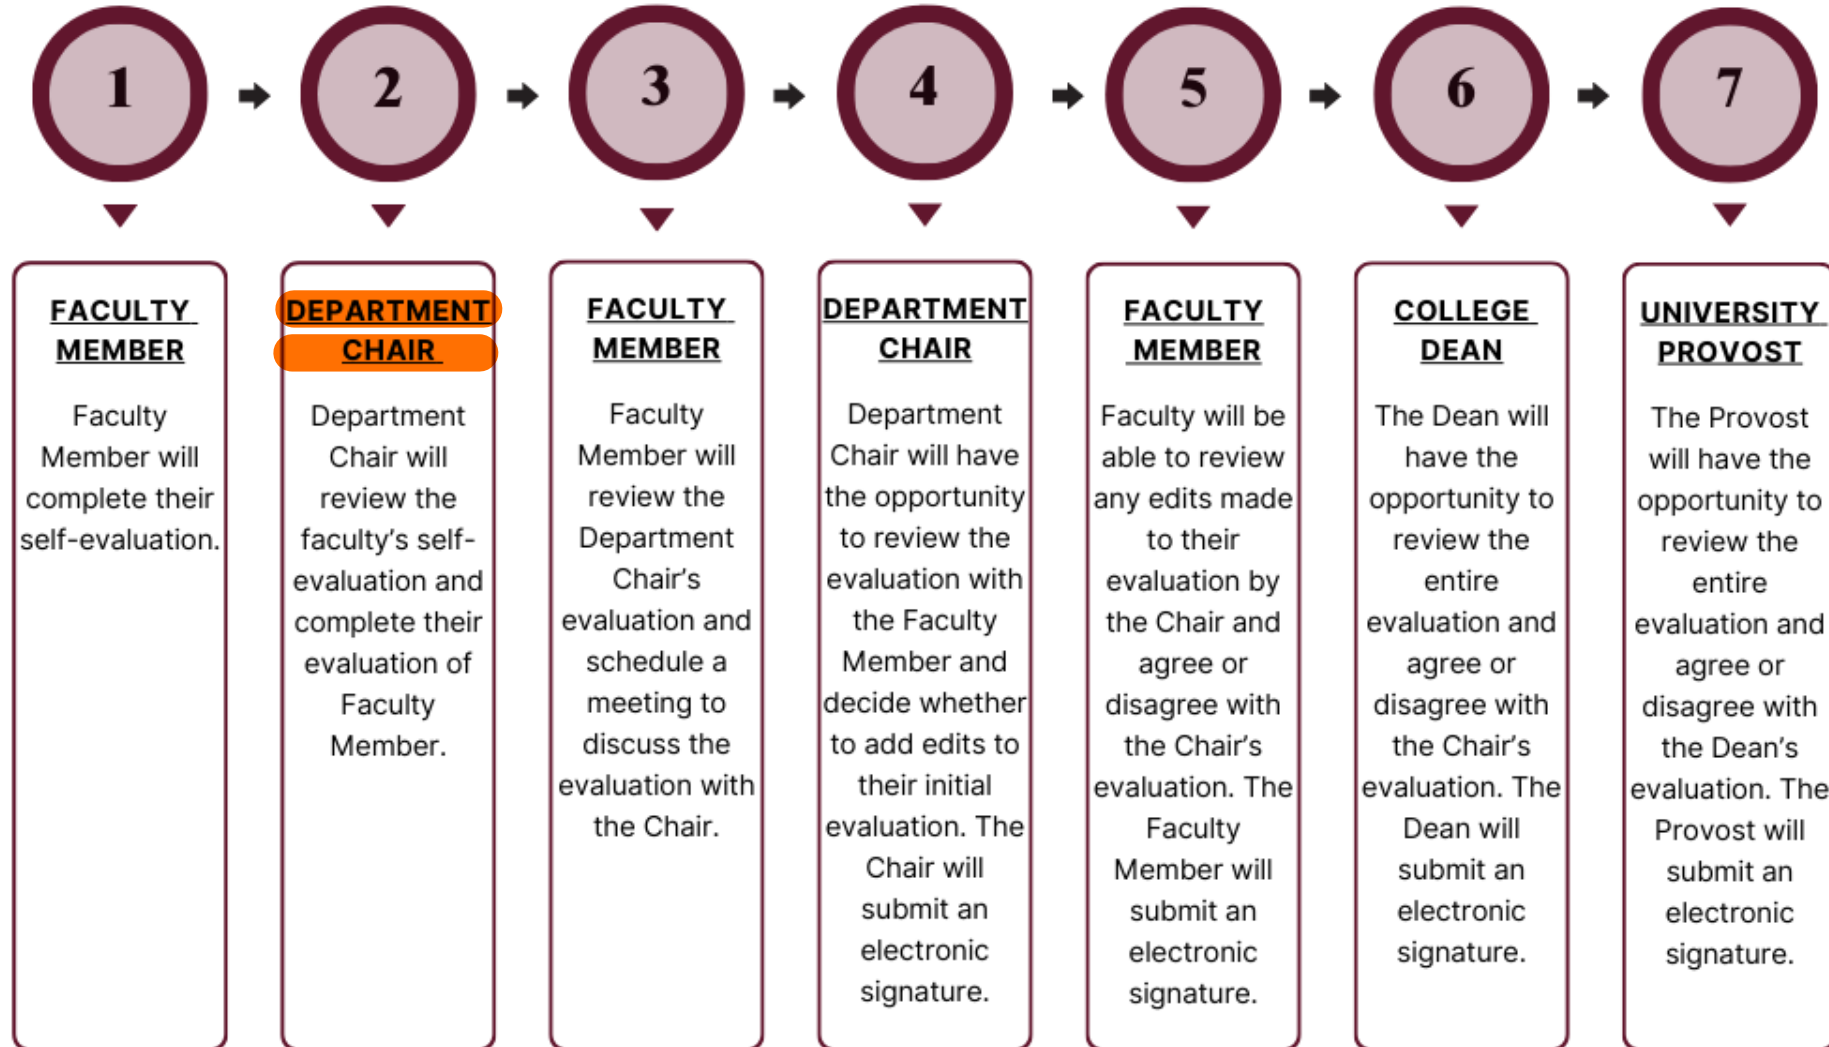 1
2
3
4
5
6
7
FACULTY
MEMBER
Faculty
Member will
complete their
self-evaluation.
DEPARTMENT
CHAIR
Department
Chair will
review the
faculty's self-
evaluation and
complete their
evaluation of
Faculty
Member.
FACULTY
MEMBER
Faculty
Member will
review the
Department
Chair's
evaluation and
schedule a
meeting to
discuss the
evaluation with
the Chair.
DEPARTMENT
CHAIR
Department
Chair will have
the opportunity
to review the
evaluation with
the Faculty
Member and
decide whether
to add edits to
their initial
evaluation. The
Chair will
submit an
electronic
signature.
FACULTY
MEMBER
Faculty will be
able to review
any edits made
to their
evaluation by
the Chair and
agree or
disagree with
the Chair's
evaluation. The
Faculty
Member will
submit an
electronic
signature.
COLLEGE
DEAN
The Dean will
have the
opportunity to
review the
entire
evaluation and
agree or
disagree with
the Chair's
evaluation. The
Dean will
submit an
electronic
signature.
UNIVERSITY
PROVOST
The Provost
will have the
opportunity to
review the
entire
evaluation and
agree or
disagree with
the Dean's
evaluation. The
Provost will
submit an
electronic
signature.